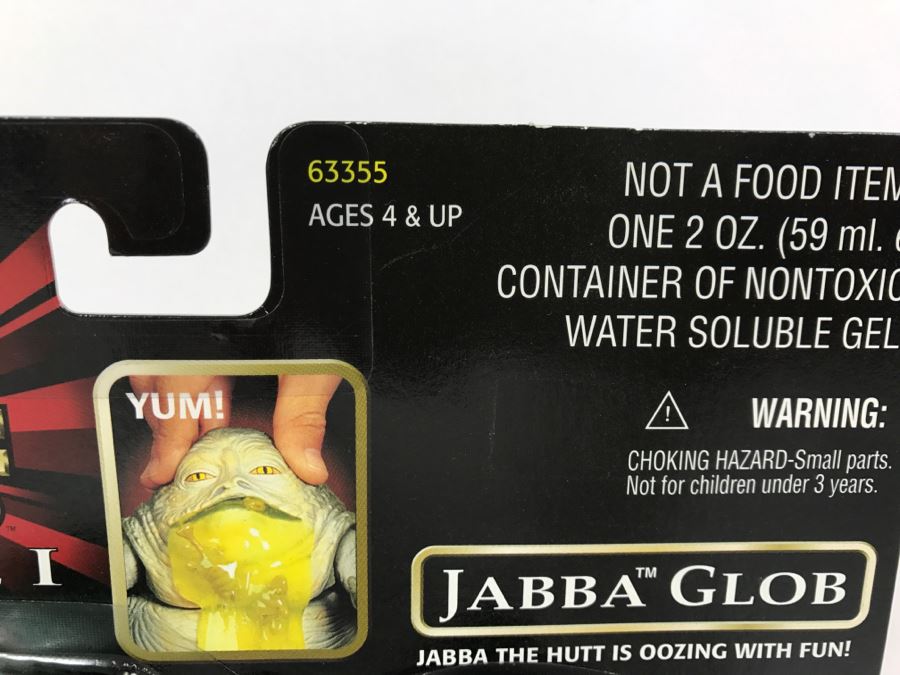 63355
AGES 4 & UP
NOT A FOOD ITEM
ONE 2 OZ. (59 ml.
CONTAINER OF NONTOXIC
WATER SOLUBLE GEL
YUM!
WARNING:
CHOKING HAZARD-Small parts.
Not for children under 3 years.
TM
I
JABBA™ GLOB
JABBA THE HUTT IS OOZING WITH FUN!